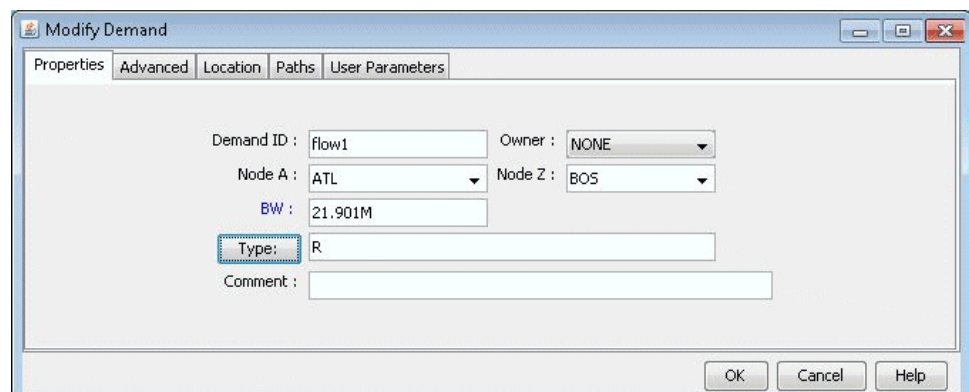 Modify Demand
Properties Advanced Location Paths User Parameters
Demand ID : flow1 Owner : NONE
Node A : ATL Node Z : BOS
BW : 21.901M
Type: R
Comment :
OK Cancel Help